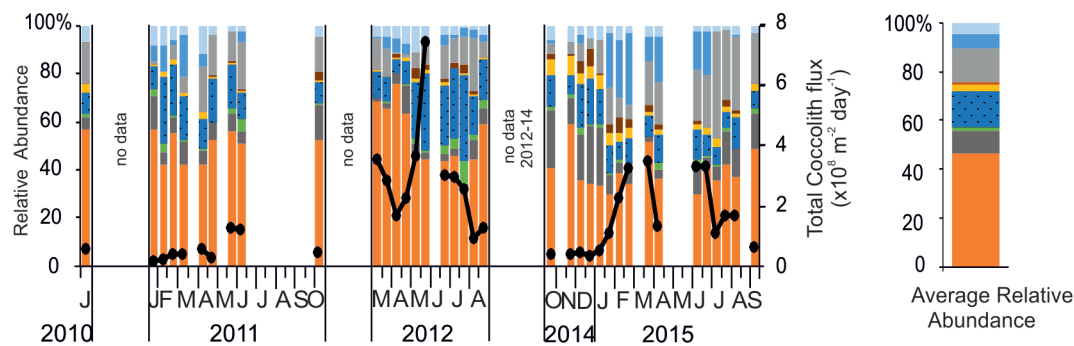 100%
80
60
40
20
0
Relative Abundance
no data
no data
no data
2012-14
8
6
4
2
0
Total Coccolith flux
(x10⁸ m⁻² day⁻¹)
J
J F M A M J J A S O
M A M J J A
O N D J F M A M J J A S
2010
2011
2012
2014
2015
100%
80
60
40
20
0
Average Relative
Abundance